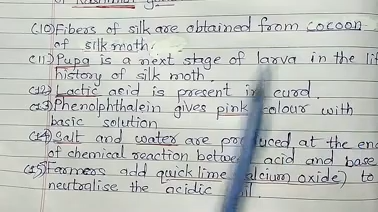 (10) Fibers of silk are obtained from cocoon
of silk moth.
(11) Pupa is a next stage of larva in the
history of silk moth.
(12) Lactic acid is present in curd.
(13) Phenolphthalein gives pink colour with
basic solution
(14) Salt and water are produced at the end
of chemical reaction between acid and base
(15) Farmers add quick lime (calcium oxide) to
neutralise the acidic